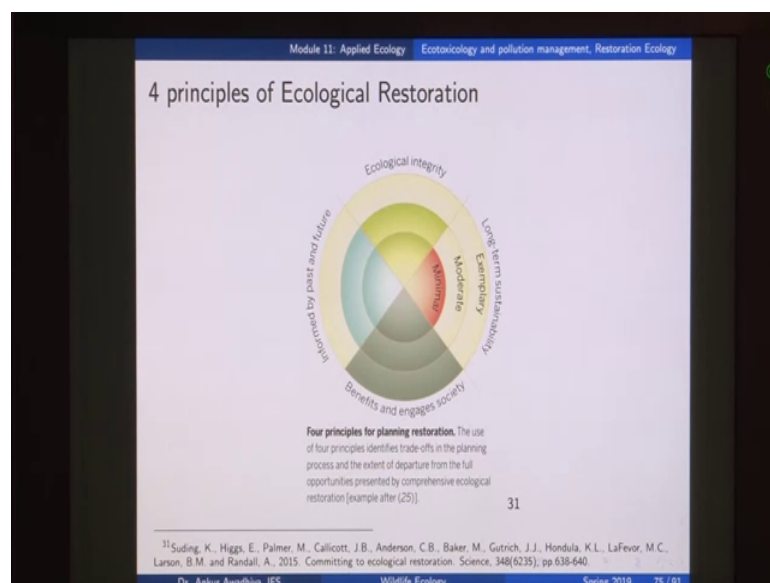 Module 11: Applied Ecology Ecotoxicology and pollution management, Restoration Ecology
4 principles of Ecological Restoration
Ecological integrity
Informed by past and future
Long-term sustainability
Minimal
Moderate
Exemplary
Benefits and engages society
Four principles for planning restoration. The use
of four principles identifies trade-offs in the planning
process and the extent of departure from the full
opportunities presented by comprehensive ecological
restoration [example after (25)].
31
31Suding, K., Higgs, E., Palmer, M., Callicott, J.B., Anderson, C.B., Baker, M., Gutrich, J.J., Hondula, K.L., LaFevor, M.C.,
Larson, B.M. and Randall, A., 2015. Committing to ecological restoration. Science, 348(6235), pp.638-640.
Dr. Ankur Awadhiya, IFS Wildlife Ecology Spring 2019 75 / 91